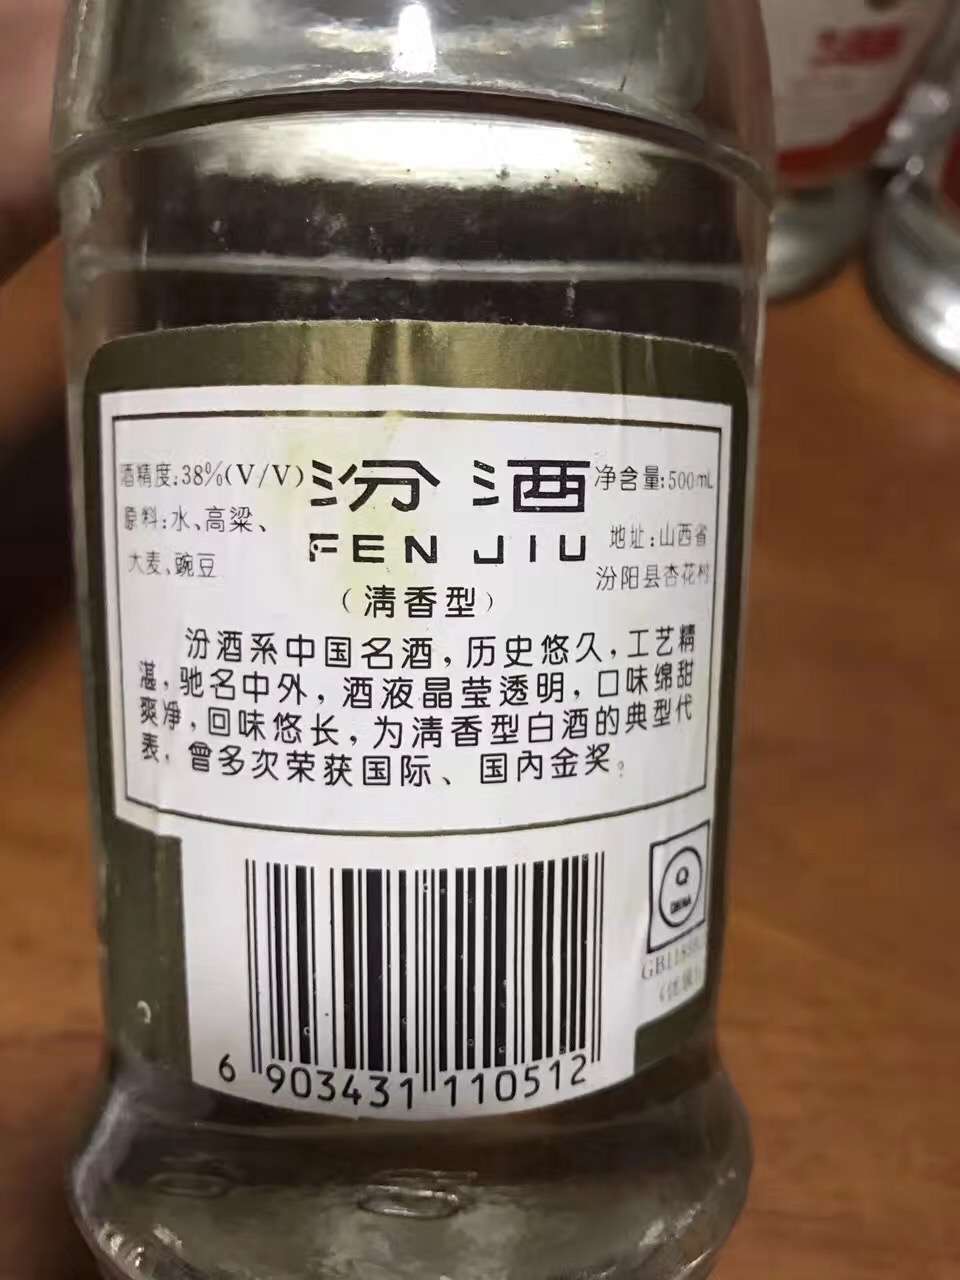 酒精度:38%(V/V)
原料:水、高粱、
大麦、豌豆
汾酒
FEN JIU
(清香型)
净含量:500mL
地址:山西省
汾阳县杏花村
汾酒系中国名酒,历史悠久,工艺精
湛,驰名中外,酒液晶莹透明,口味绵甜
爽净,回味悠长,为清香型白酒的典型代
表,曾多次荣获国际、国内金奖。
Q
6 903431 110512